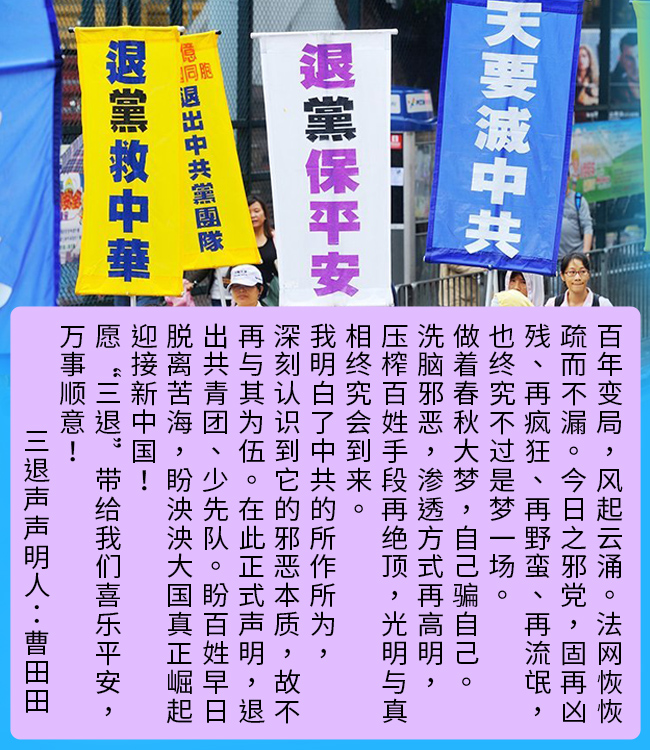 退黨救中華
億
同胞
退出中共黨團隊
退黨保平安
天要滅中共
百年变局，风起云涌。法网恢恢
疏而不漏。今日之邪党，固再凶
残、再疯狂、再野蛮、再流氓，
也终究不过是梦一场。
做着春秋大梦，自己骗自己。
洗脑邪恶，渗透方式再高明，
压榨百姓手段再绝顶，光明与真
相终究会到来。
我明白了中共的所作所为，
深刻认识到它的邪恶本质，故不
再与其为伍。在此正式声明，退
出共青团、少先队。盼百姓早日
脱离苦海，盼泱泱大国真正崛起
迎接新中国！
愿“三退”带给我们喜乐平安，
万事顺意！
三退声声明人：曹田田